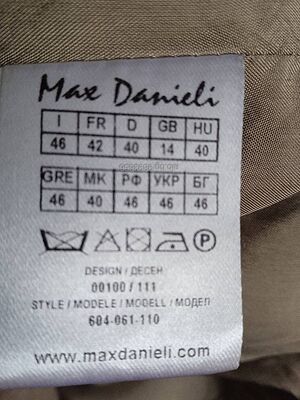 Max Danieli
I FR D GB HU
46 42 40 14 40
GRE MK РФ УКР БГ
46 40 46 46 46
P
DESIGN / ДЕСЕН
00100 / 111
STYLE / MODELE / MODELL / МОДЕЛ
604-061-110
www.maxdanieli.com